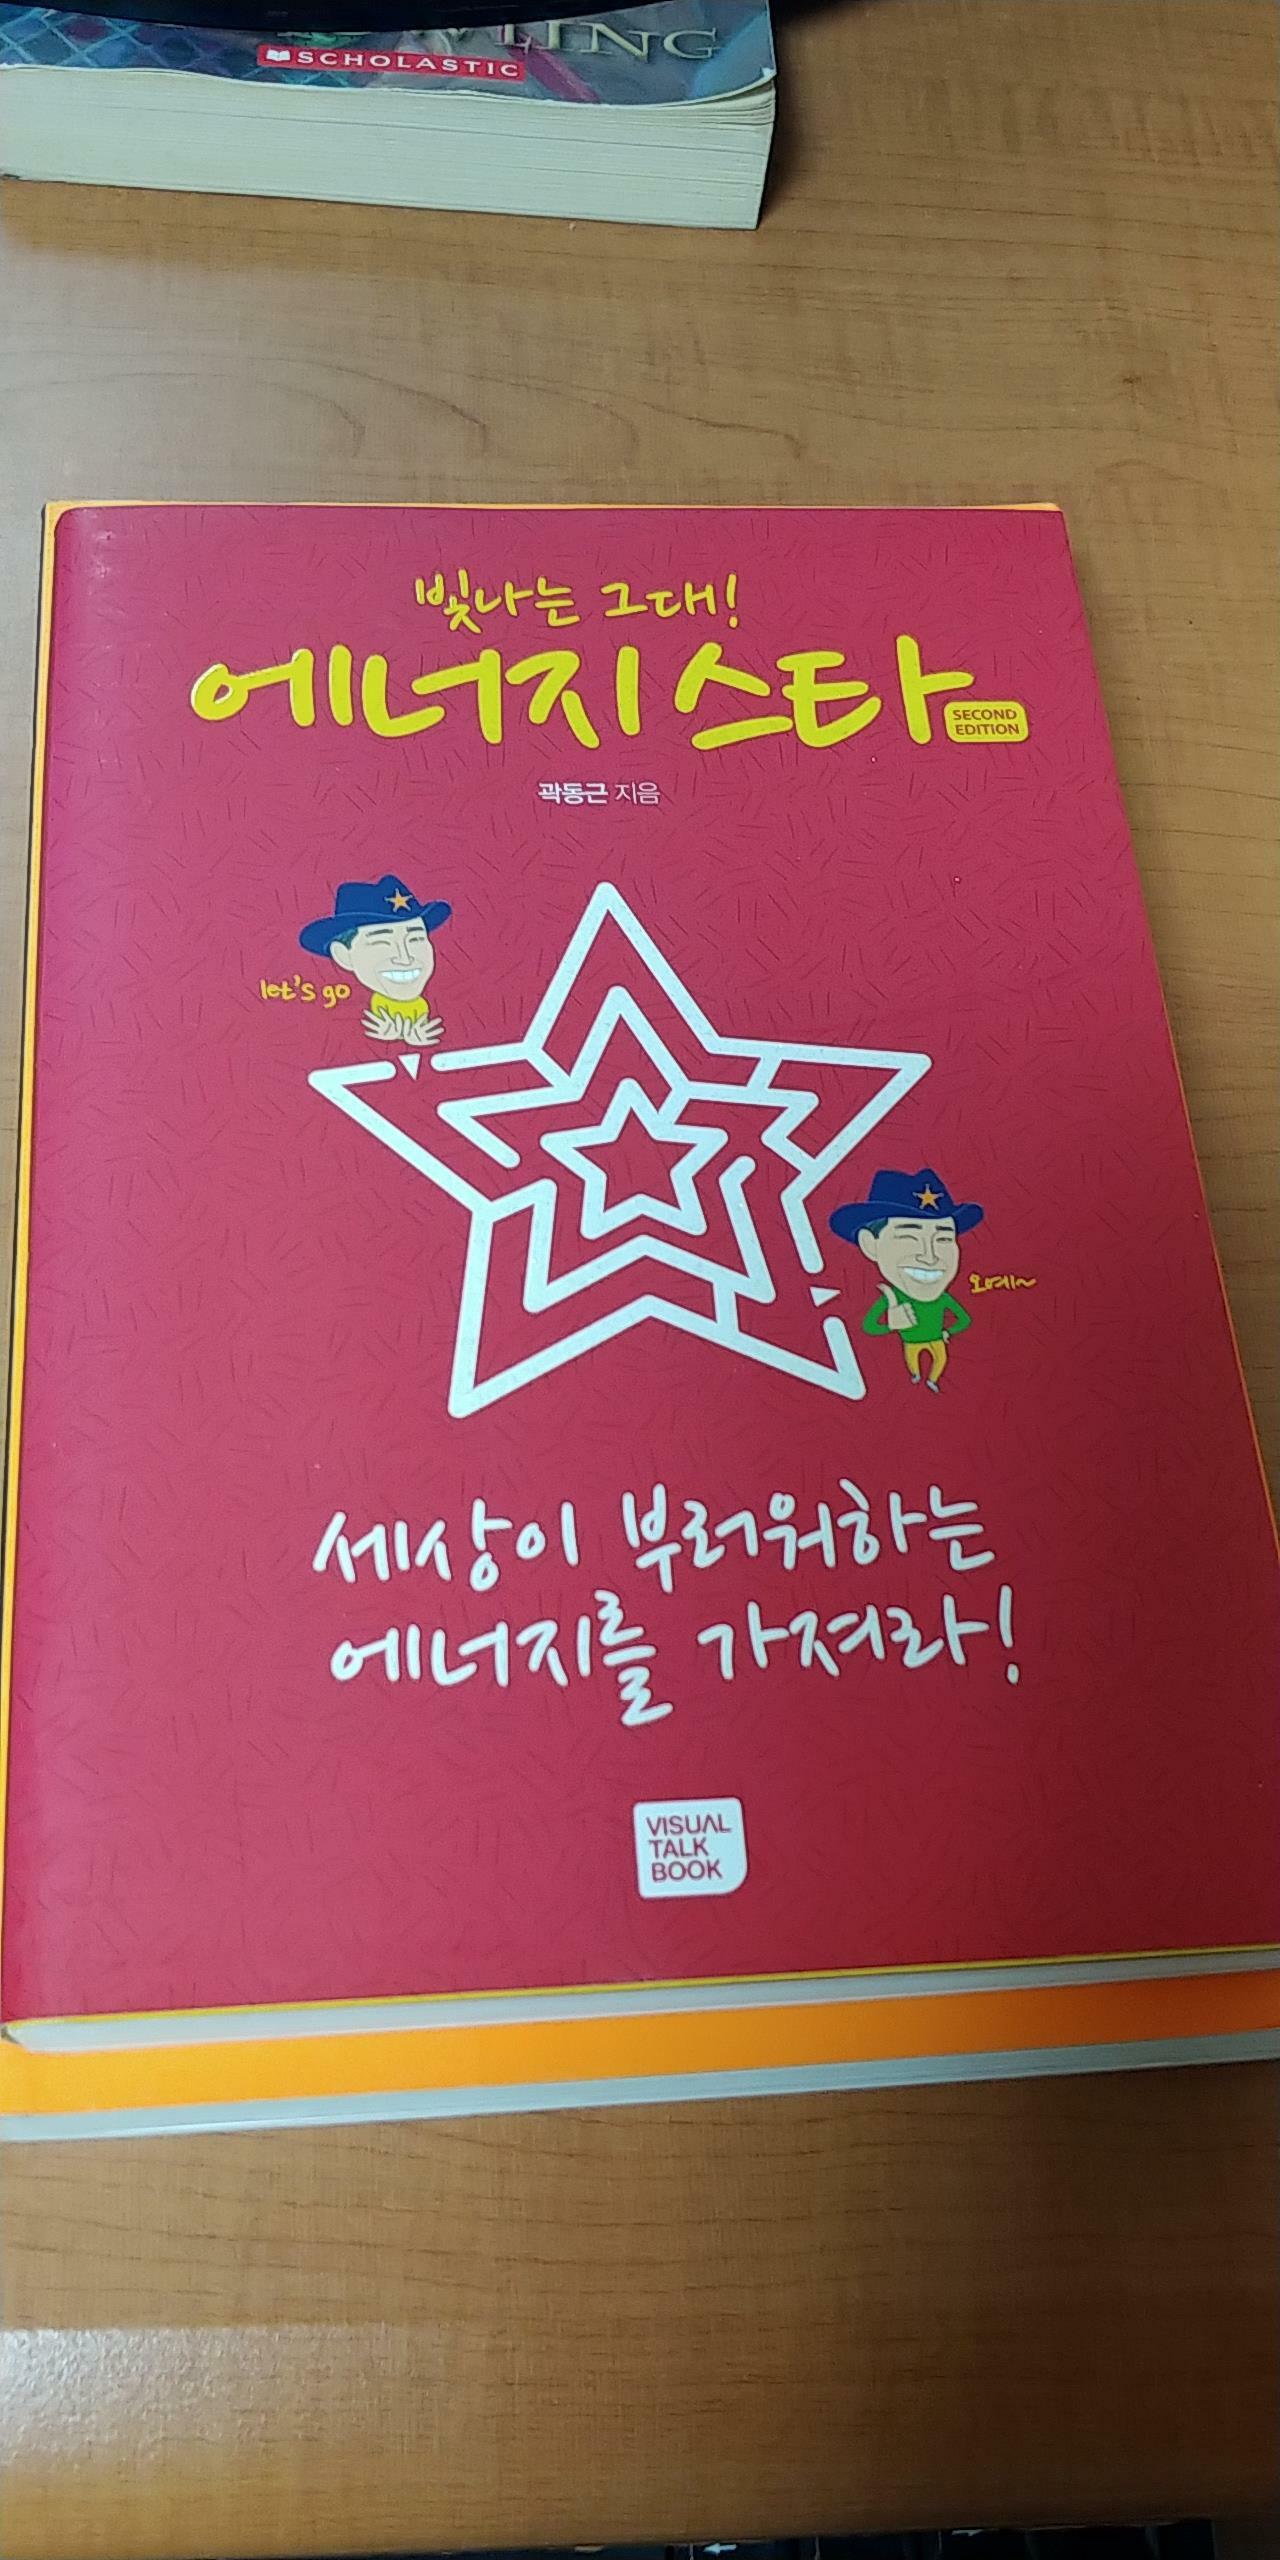 SCHOLASTIC
빛나는 그대!
에너지 스타
SECOND
EDITION
곽동근 지음
let's go
오예~
세상이 부러워하는
에너지를 가져라!
VISUAL
TALK
BOOK